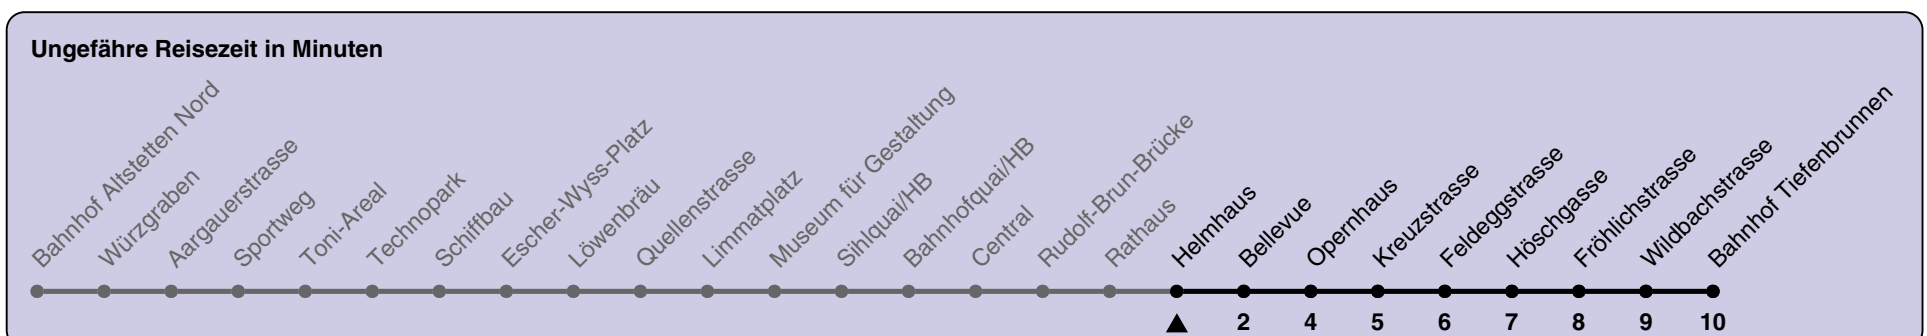 Ungefähre Reisezeit in Minuten
Bahnhof Altstetten Nord
Würzgraben
Aargauerstrasse
Sportweg
Toni-Areal
Technopark
Schiffbau
Escher-Wyss-Platz
Löwenbräu
Quellenstrasse
Limmatplatz
Museum für Gestaltung
Sihlquai/HB
Bahnhofquai/HB
Central
Rudolf-Brun-Brücke
Rathaus
Helmhaus
Bellevue
Opernhaus
Kreuzstrasse
Feldeggstrasse
Höschgasse
Fröhlichstrasse
Wildbachstrasse
Bahnhof Tiefenbrunnen
2 4 5 6 7 8 9 10